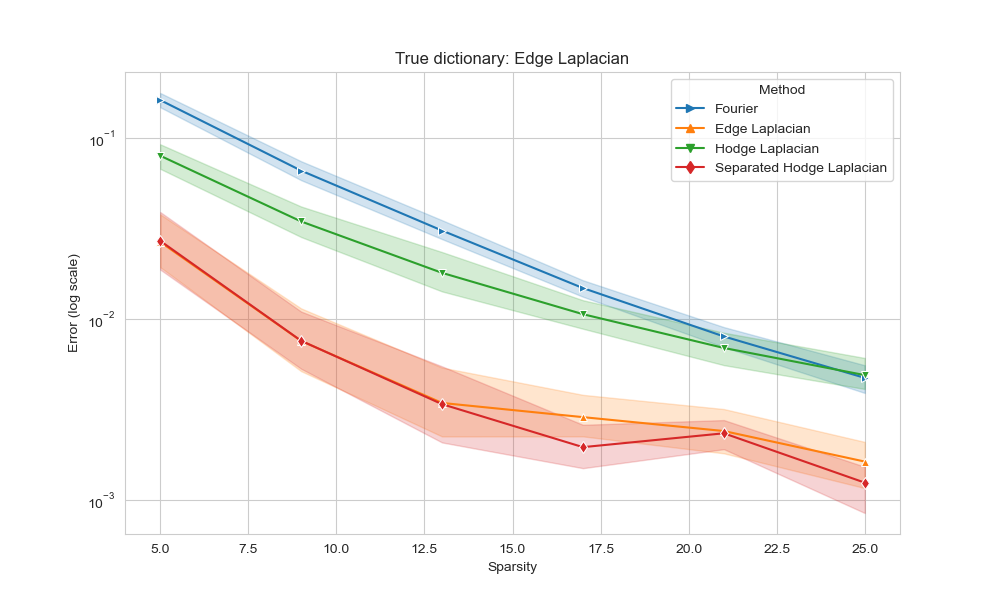 True dictionary: Edge Laplacian
Method
Fourier
Edge Laplacian
Hodge Laplacian
Separated Hodge Laplacian
Error (log scale)
10⁻¹
10⁻²
10⁻³
5.0 7.5 10.0 12.5 15.0 17.5 20.0 22.5 25.0
Sparsity